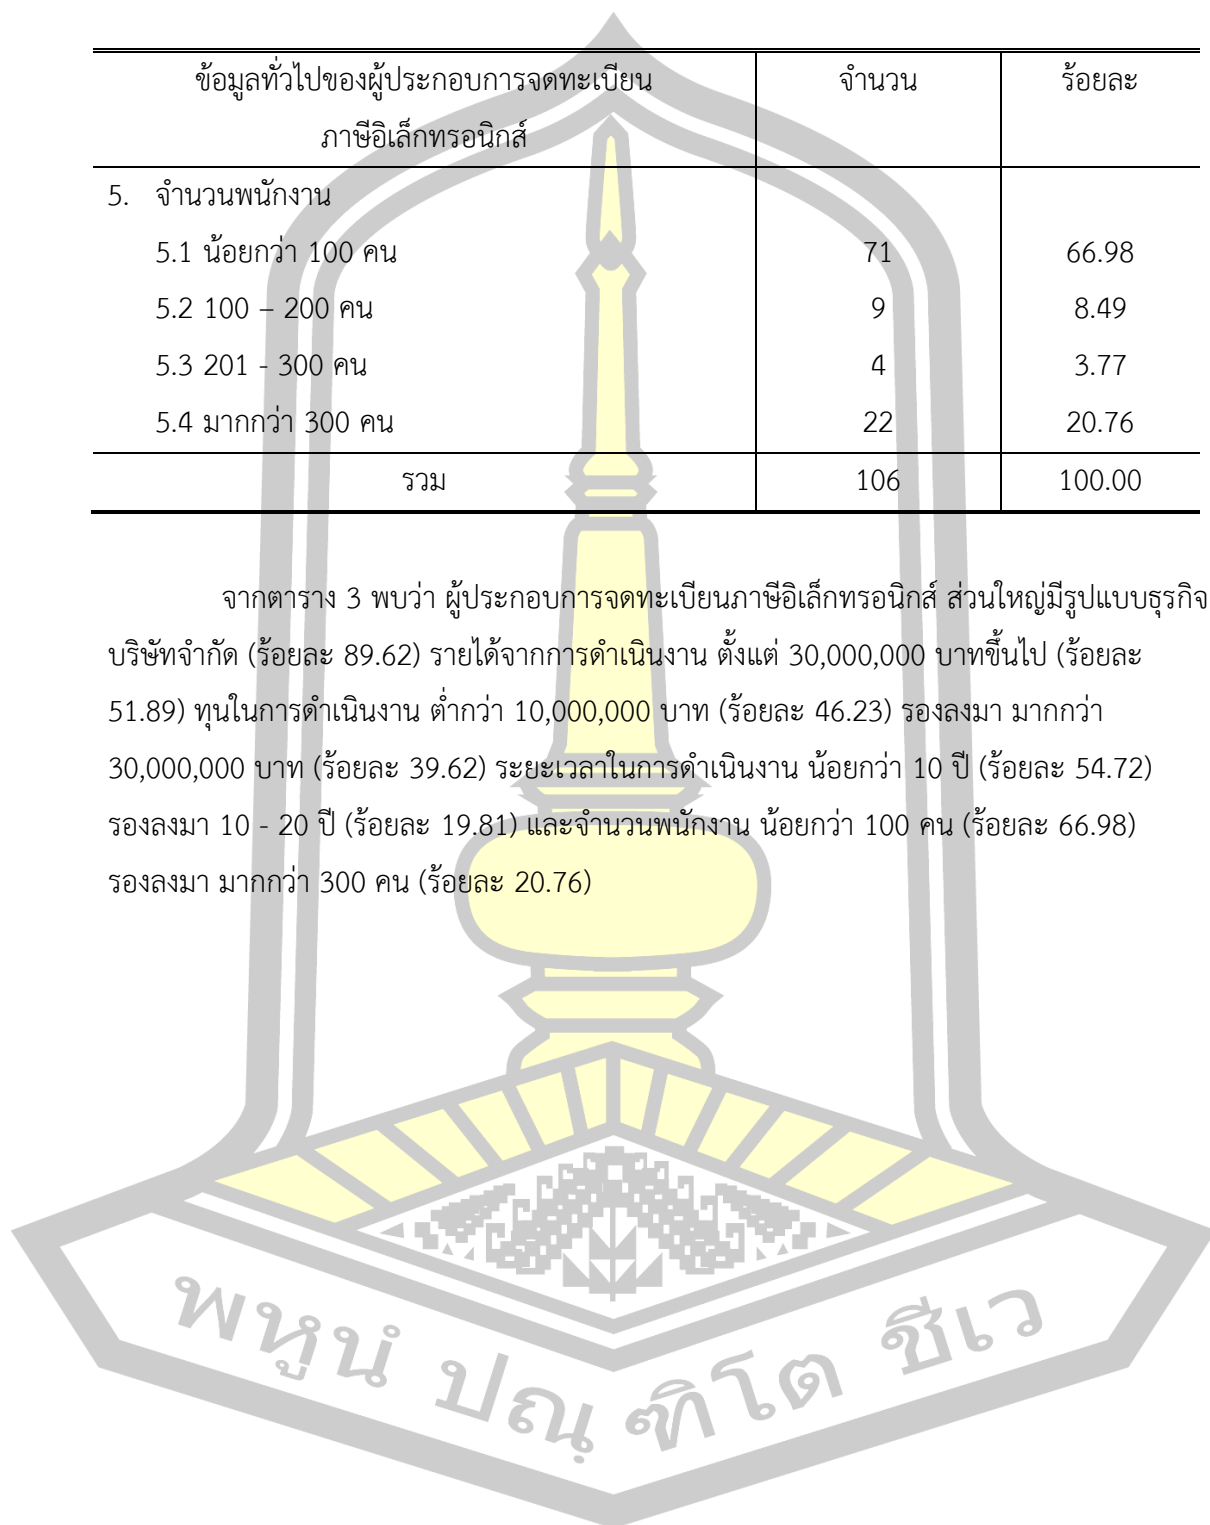 ข้อมูลทั่วไปของผู้ประกอบการจดทะเบียน จำนวน ร้อยละ
ภาษีอิเล็กทรอนิกส์
5. จำนวนพนักงาน
5.1 น้อยกว่า 100 คน 71 66.98
5.2 100 – 200 คน 9 8.49
5.3 201 - 300 คน 4 3.77
5.4 มากกว่า 300 คน 22 20.76
รวม 106 100.00
จากตาราง 3 พบว่า ผู้ประกอบการจดทะเบียนภาษีอิเล็กทรอนิกส์ ส่วนใหญ่มีรูปแบบธุรกิจ
บริษัทจำกัด (ร้อยละ 89.62) รายได้จากการดำเนินงาน ตั้งแต่ 30,000,000 บาทขึ้นไป (ร้อยละ
51.89) ทุนในการดำเนินงาน ต่ำกว่า 10,000,000 บาท (ร้อยละ 46.23) รองลงมา มากกว่า
30,000,000 บาท (ร้อยละ 39.62) ระยะเวลาในการดำเนินงาน น้อยกว่า 10 ปี (ร้อยละ 54.72)
รองลงมา 10 - 20 ปี (ร้อยละ 19.81) และจำนวนพนักงาน น้อยกว่า 100 คน (ร้อยละ 66.98)
รองลงมา มากกว่า 300 คน (ร้อยละ 20.76)
พหูนํ ปณฺฑิโต ชีเว